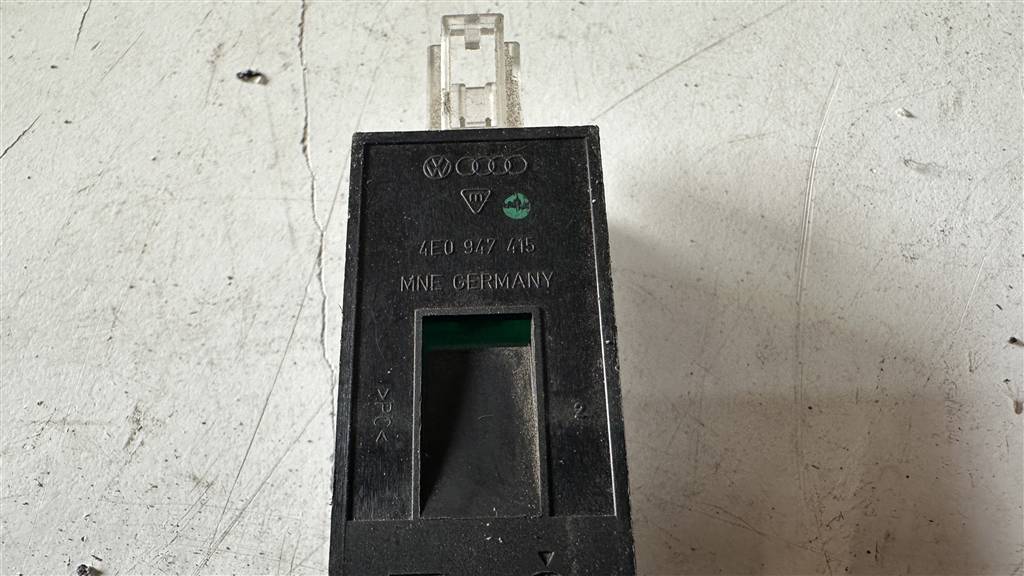 4E0 947 415
MNE GERMANY
>PC<
2